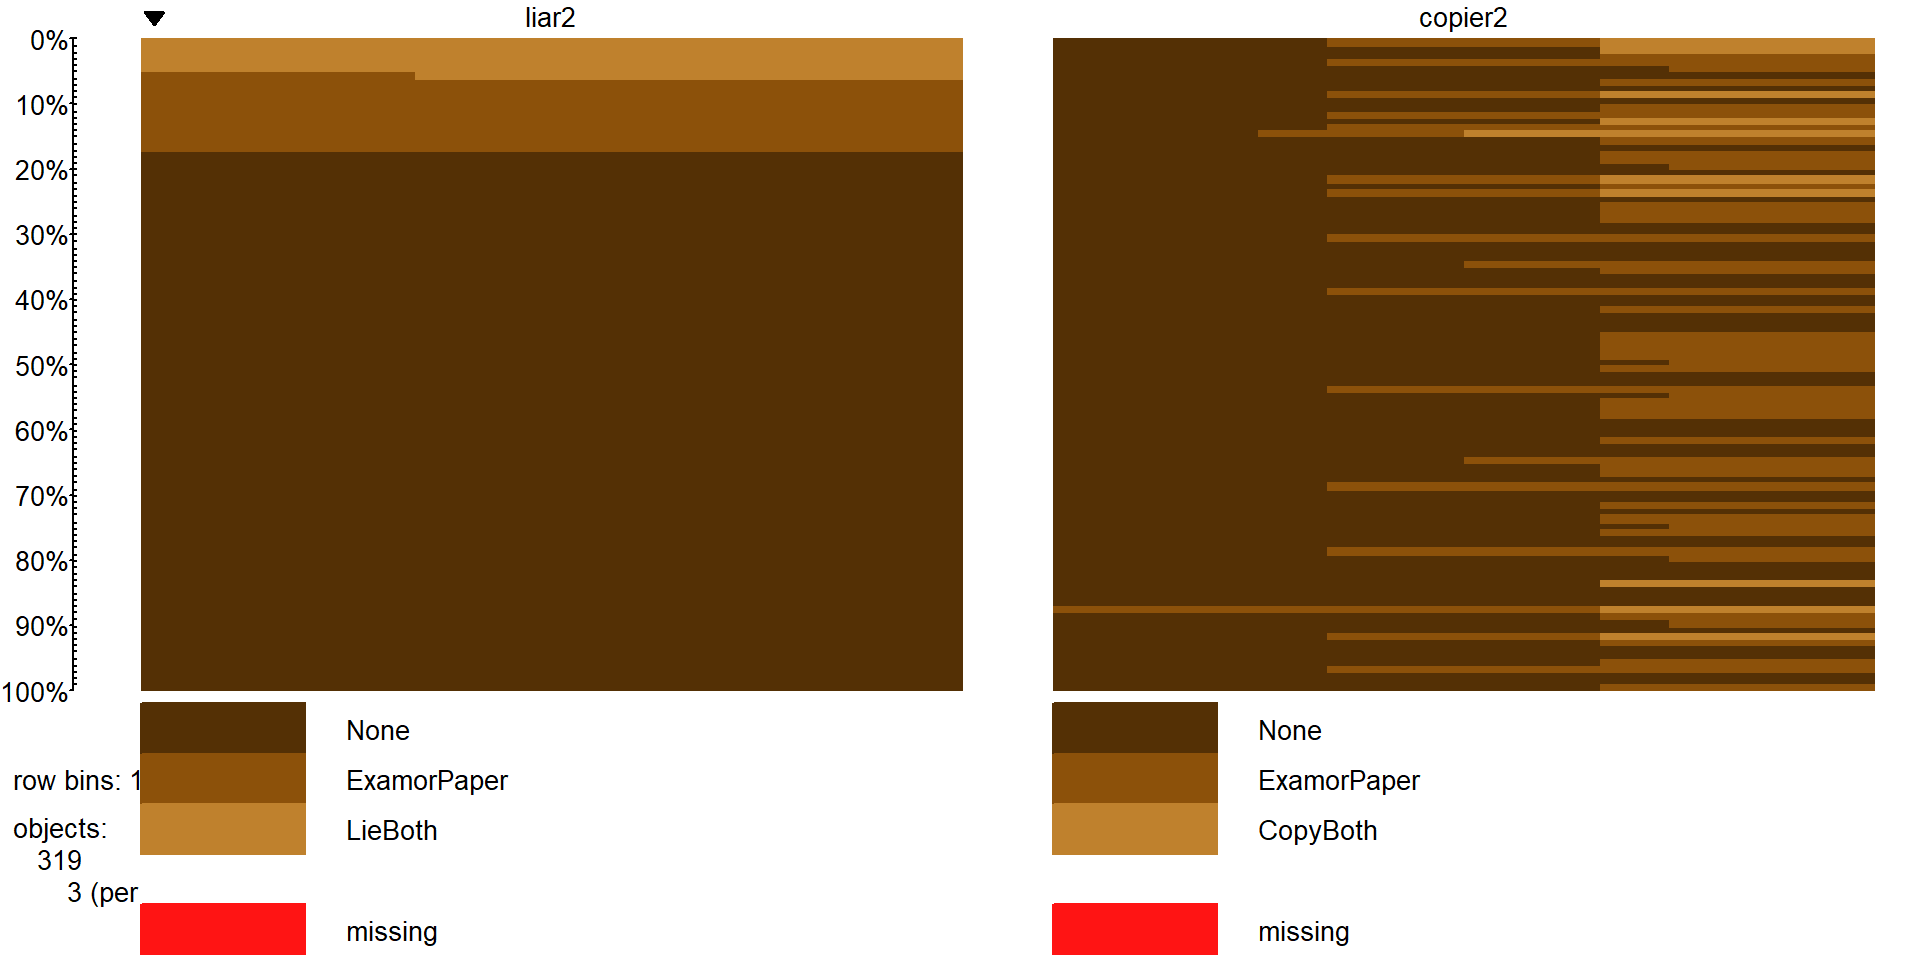 liar2
copier2
0%
10%
20%
30%
40%
50%
60%
70%
80%
90%
100%
None
ExamorPaper
LieBoth
missing
None
ExamorPaper
CopyBoth
missing
row bins: 1
objects:
319
3 (per